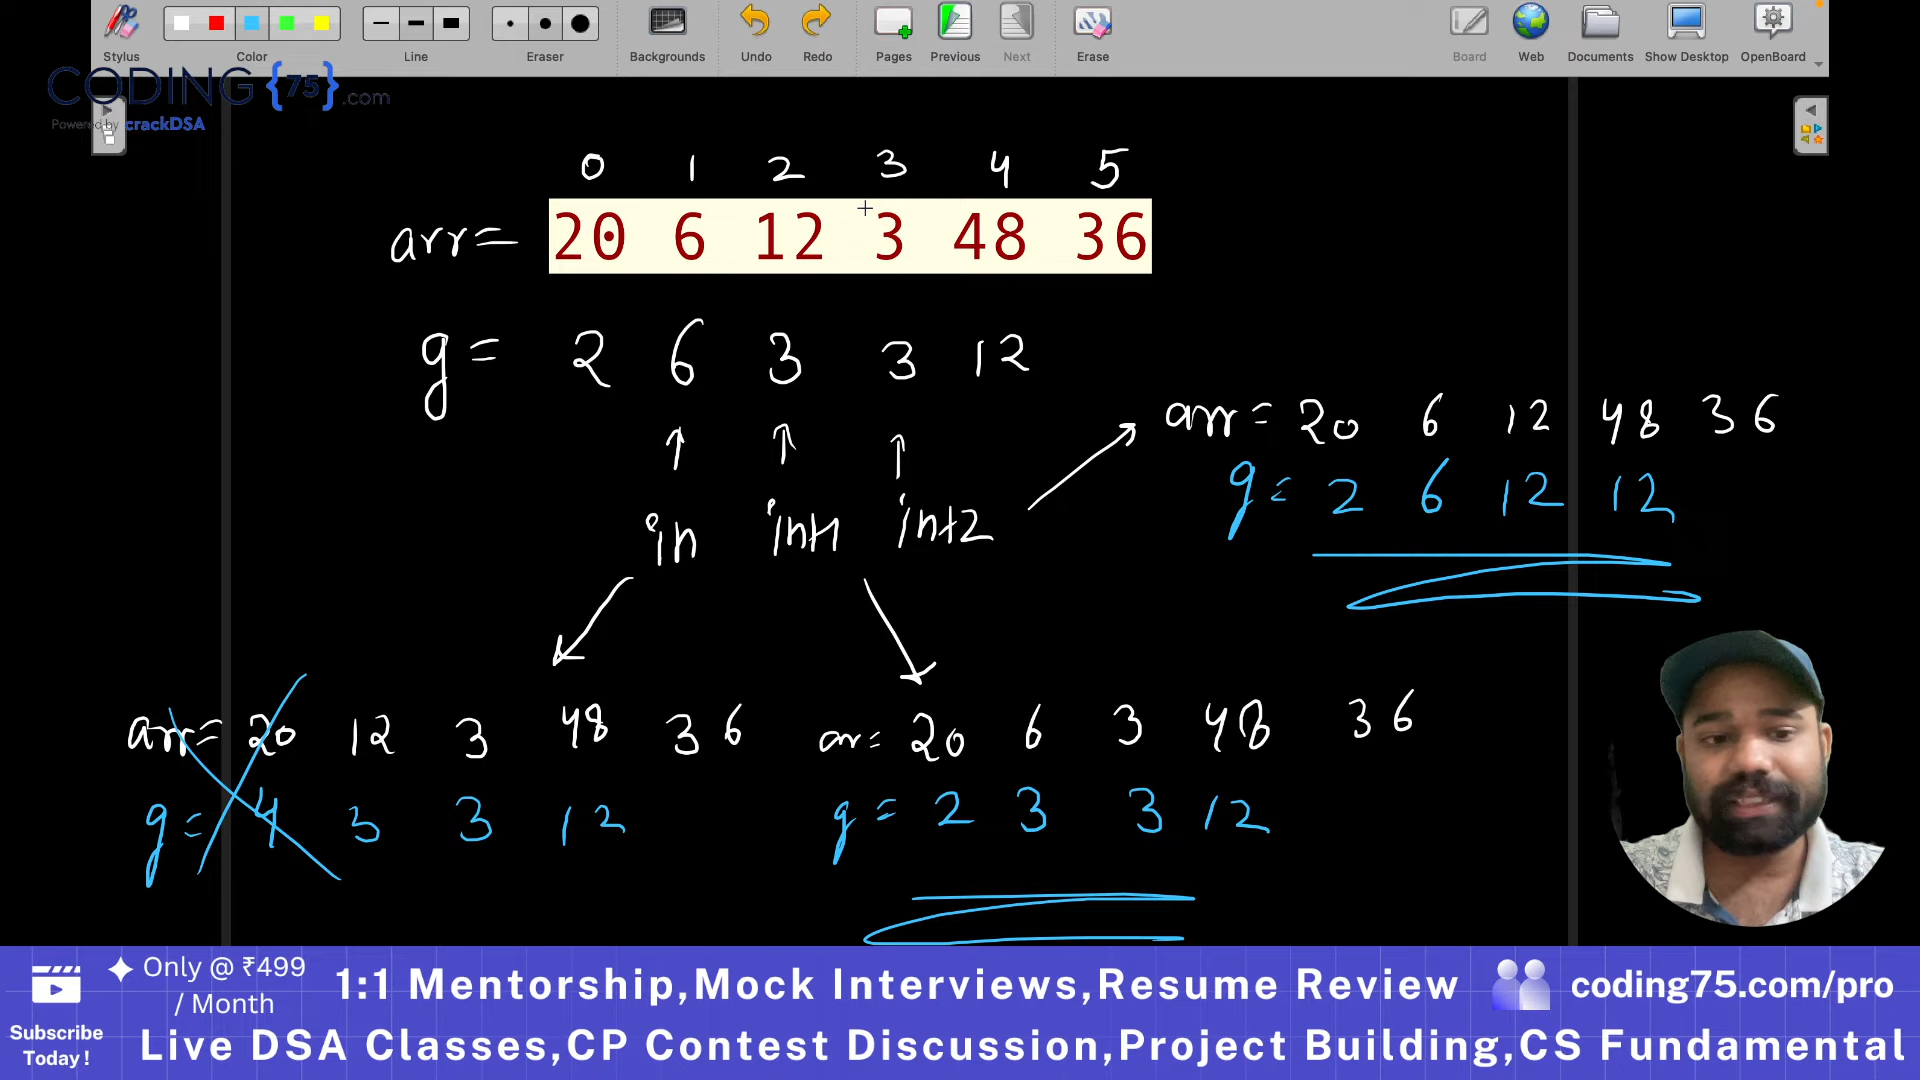 Stylus Color Line Eraser Backgrounds Undo Redo Pages Previous Next Erase Board Web Documents Show Desktop OpenBoard
CODING {75} .com
Powered by crackDSA
0 1 2 3 4 5
arr= 20 6 12 3 48 36
g= 2 6 3 3 12
arr= 20 6 12 48 36
g= 2 6 12 12
in in+1 in+2
arr= 20 12 3 48 36
g= 4 3 3 12
ar= 20 6 3 48 36
g= 2 3 3 12
Only @ ₹499
/ Month
Subscribe
Today!
1:1 Mentorship,Mock Interviews,Resume Review
coding75.com/pro
Live DSA Classes,CP Contest Discussion,Project Building,CS Fundamental